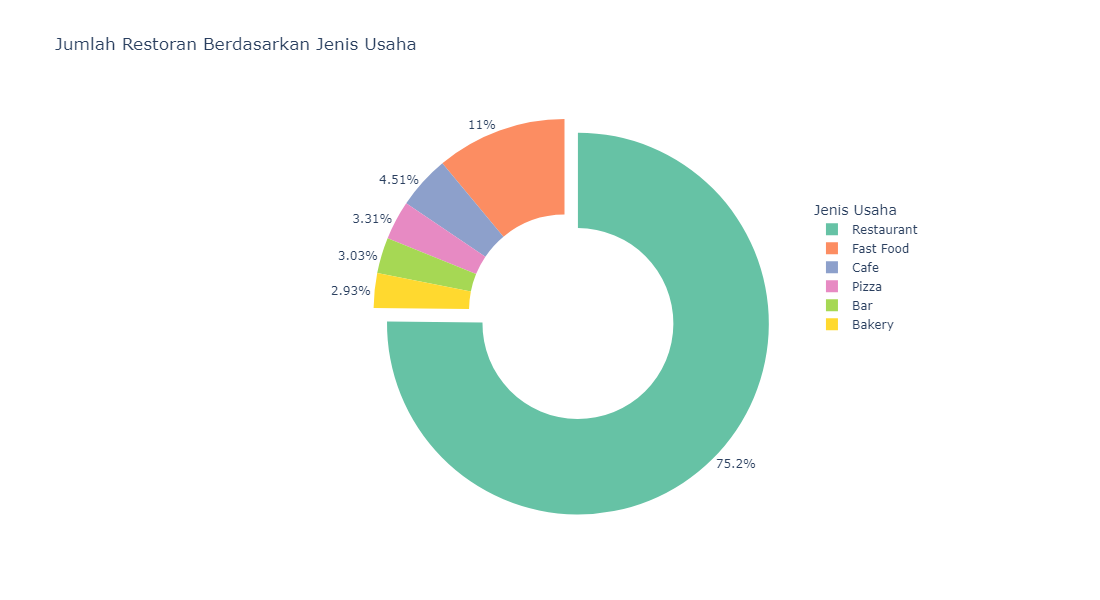 Jumlah Restoran Berdasarkan Jenis Usaha
11%
4.51%
3.31%
3.03%
2.93%
75.2%
Jenis Usaha
Restaurant
Fast Food
Cafe
Pizza
Bar
Bakery